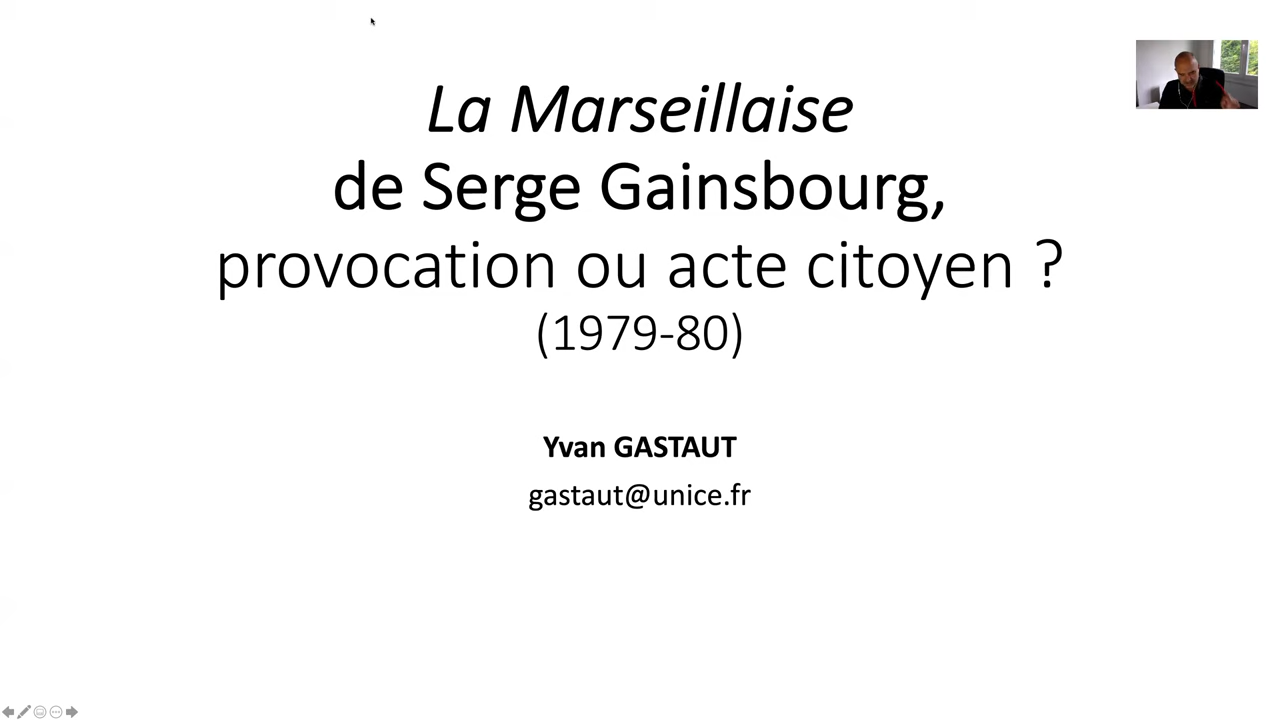 La Marseillaise
de Serge Gainsbourg,
provocation ou acte citoyen ?
(1979-80)
Yvan GASTAUT
gastaut@unice.fr